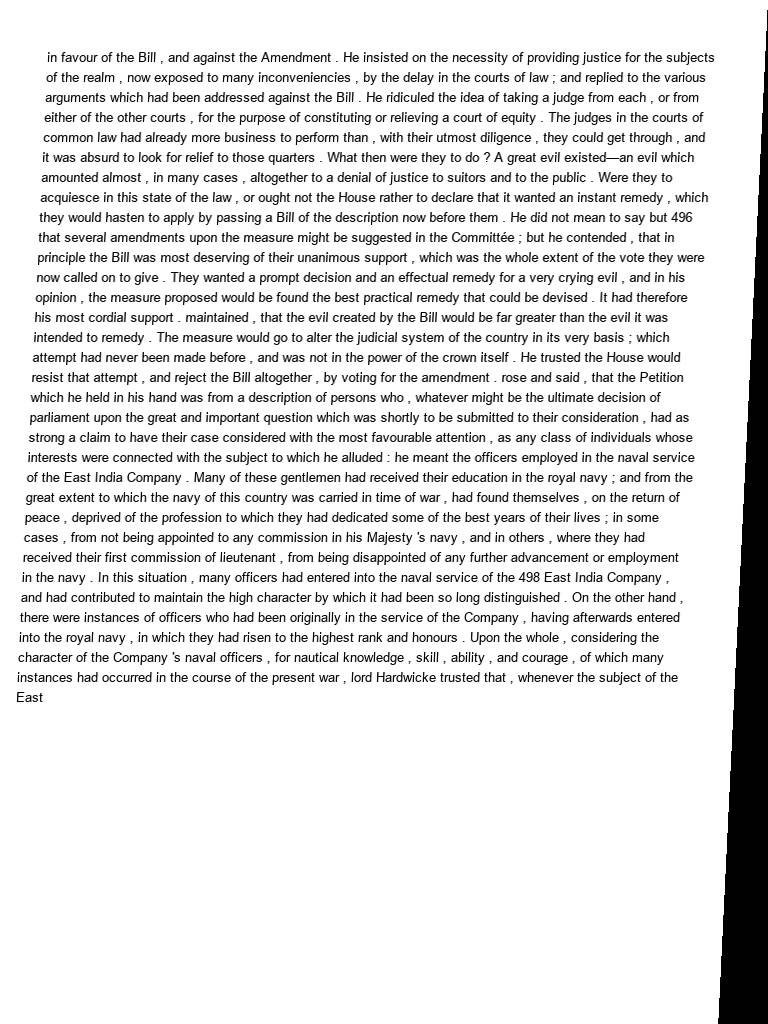 in favour of the Bill , and against the Amendment . He insisted on the necessity of providing justice for the subjects
of the realm , now exposed to many inconveniencies , by the delay in the courts of law ; and replied to the various
arguments which had been addressed against the Bill . He ridiculed the idea of taking a judge from each , or from
either of the other courts , for the purpose of constituting or relieving a court of equity . The judges in the courts of
common law had already more business to perform than , with their utmost diligence , they could get through , and
it was absurd to look for relief to those quarters . What then were they to do ? A great evil existed—an evil which
amounted almost , in many cases , altogether to a denial of justice to suitors and to the public . Were they to
acquiesce in this state of the law , or ought not the House rather to declare that it wanted an instant remedy , which
they would hasten to apply by passing a Bill of the description now before them . He did not mean to say but 496
that several amendments upon the measure might be suggested in the Committée ; but he contended , that in
principle the Bill was most deserving of their unanimous support , which was the whole extent of the vote they were
now called on to give . They wanted a prompt decision and an effectual remedy for a very crying evil , and in his
opinion , the measure proposed would be found the best practical remedy that could be devised . It had therefore
his most cordial support . maintained , that the evil created by the Bill would be far greater than the evil it was
intended to remedy . The measure would go to alter the judicial system of the country in its very basis ; which
attempt had never been made before , and was not in the power of the crown itself . He trusted the House would
resist that attempt , and reject the Bill altogether , by voting for the amendment . rose and said , that the Petition
which he held in his hand was from a description of persons who , whatever might be the ultimate decision of
parliament upon the great and important question which was shortly to be submitted to their consideration , had as
strong a claim to have their case considered with the most favourable attention , as any class of individuals whose
interests were connected with the subject to which he alluded : he meant the officers employed in the naval service
of the East India Company . Many of these gentlemen had received their education in the royal navy ; and from the
great extent to which the navy of this country was carried in time of war , had found themselves , on the return of
peace , deprived of the profession to which they had dedicated some of the best years of their lives ; in some
cases , from not being appointed to any commission in his Majesty 's navy , and in others , where they had
received their first commission of lieutenant , from being disappointed of any further advancement or employment
in the navy . In this situation , many officers had entered into the naval service of the 498 East India Company ,
and had contributed to maintain the high character by which it had been so long distinguished . On the other hand ,
there were instances of officers who had been originally in the service of the Company , having afterwards entered
into the royal navy , in which they had risen to the highest rank and honours . Upon the whole , considering the
character of the Company 's naval officers , for nautical knowledge , skill , ability , and courage , of which many
instances had occurred in the course of the present war , lord Hardwicke trusted that , whenever the subject of the
East